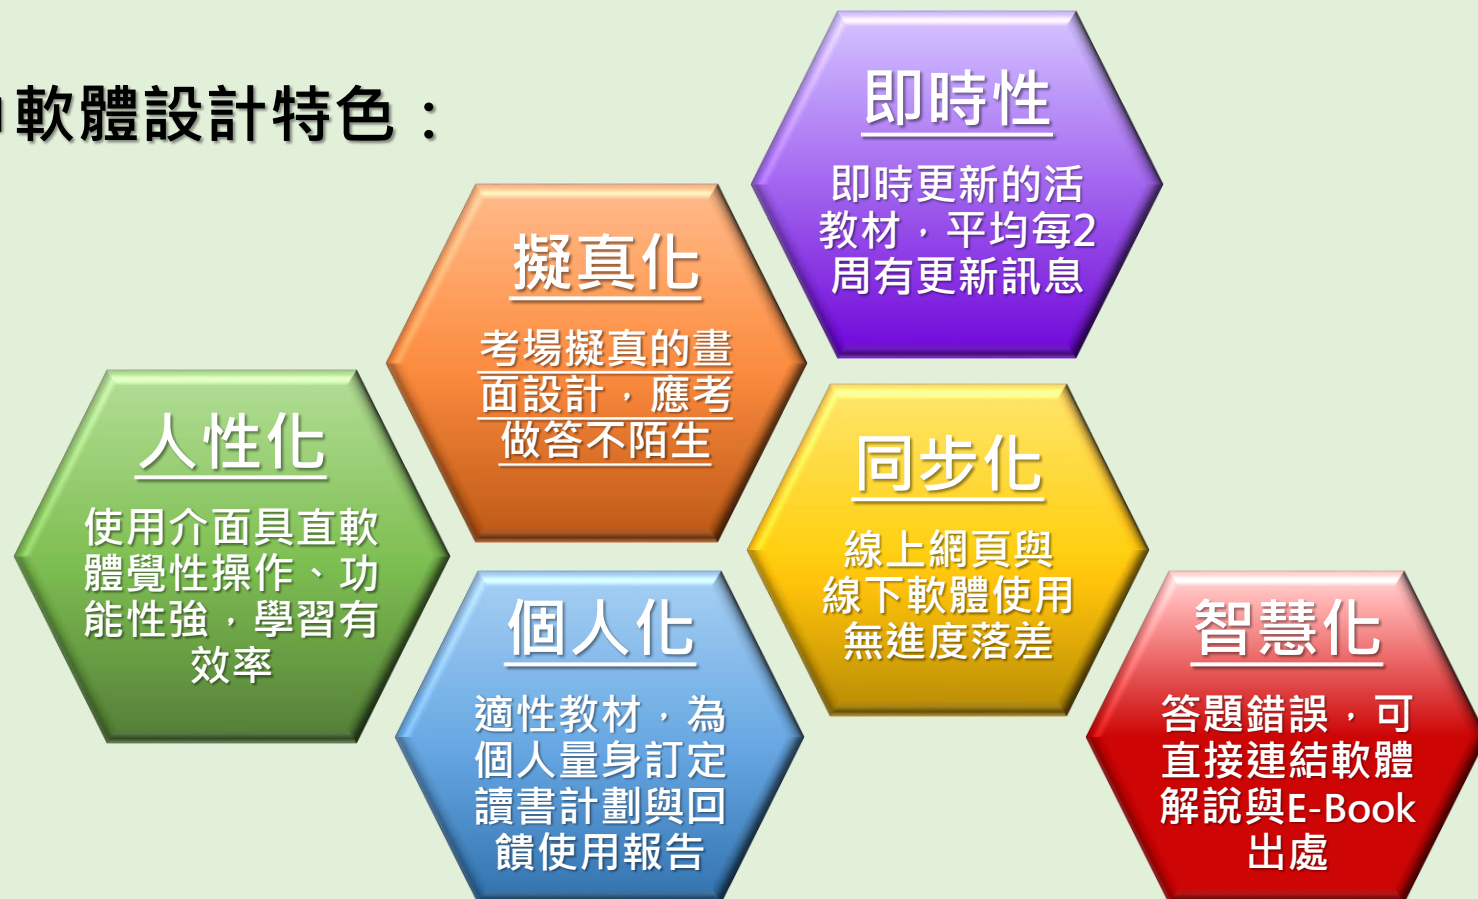 軟體設計特色：
即時性
即時更新的活
教材，平均每2
周有更新訊息
擬真化
考場擬真的畫
面設計，應考
做答不陌生
人性化
使用介面具直軟
體覺性操作、功
能性強，學習有
效率
同步化
線上網頁與
線下軟體使用
無進度落差
個人化
適性教材，為
個人量身訂定
讀書計劃與回
饋使用報告
智慧化
答題錯誤，可
直接連結軟體
解說與E-Book
出處